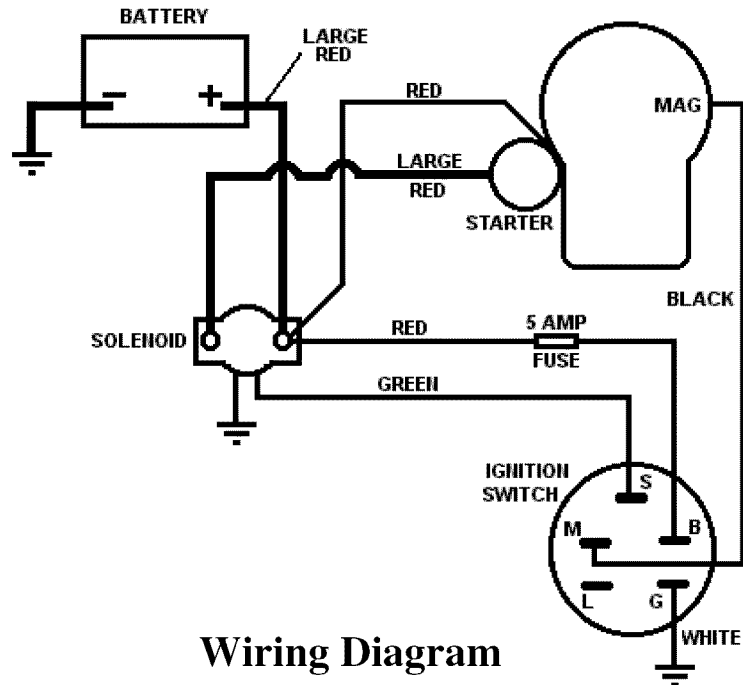 BATTERY
LARGE
RED
− +
RED
MAG
LARGE
RED
STARTER
BLACK
5 AMP
SOLENOID
RED
FUSE
GREEN
IGNITION
SWITCH
S
M
B
L
G
WHITE
Wiring Diagram